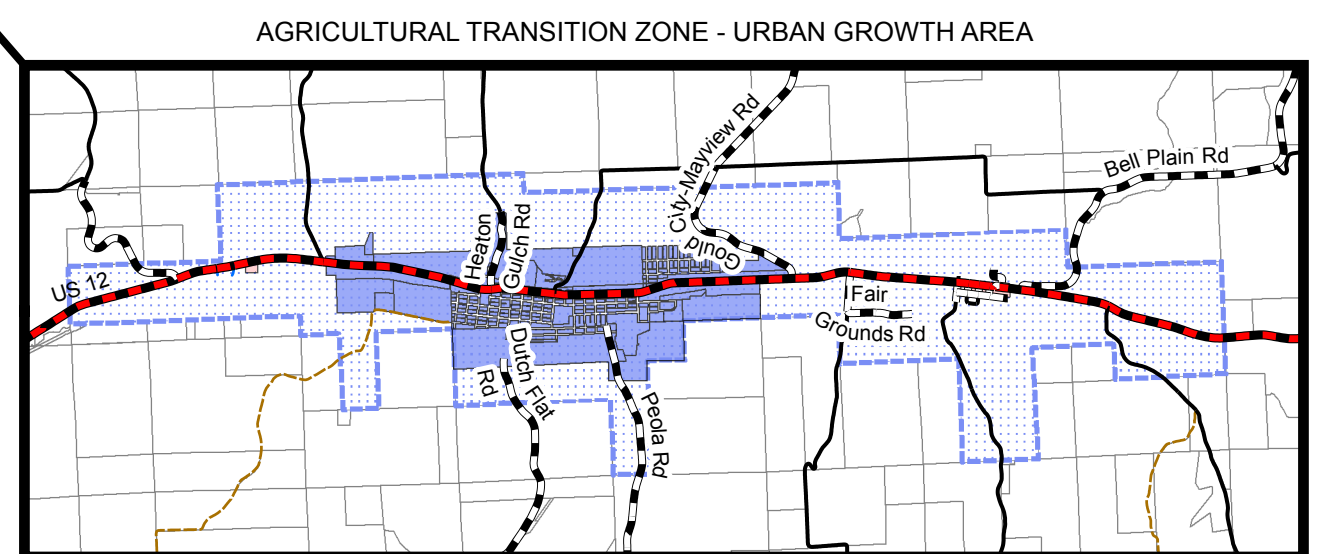 AGRICULTURAL TRANSITION ZONE - URBAN GROWTH AREA
City-Mayview Rd
Gould
Bell Plain Rd
Heaton
Gulch Rd
US 12
Fair
Grounds Rd
Dutch Flat
Rd
Peola Rd